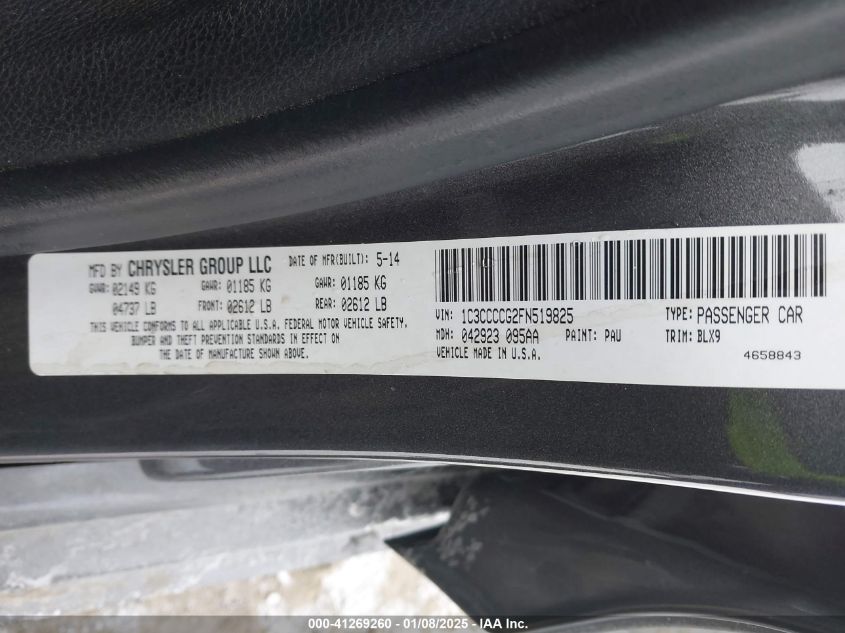 MFD BY CHRYSLER GROUP LLC DATE OF MFR(BUILT): 5-14
GVWR: 02149 KG GAWR: 01185 KG GAWR: 01185 KG
04737 LB FRONT: 02612 LB REAR: 02612 LB
THIS VEHICLE CONFORMS TO ALL APPLICABLE U.S.A. FEDERAL MOTOR VEHICLE SAFETY,
BUMPER AND THEFT PREVENTION STANDARDS IN EFFECT ON
THE DATE OF MANUFACTURE SHOWN ABOVE.
VIN: 1C3CCCCG2FN519825 TYPE: PASSENGER CAR
MDH: 042923 095AA PAINT: PAU TRIM: BLX9
VEHICLE MADE IN U.S.A. 4658843
000-41269260 - 01/08/2025 - IAA Inc.